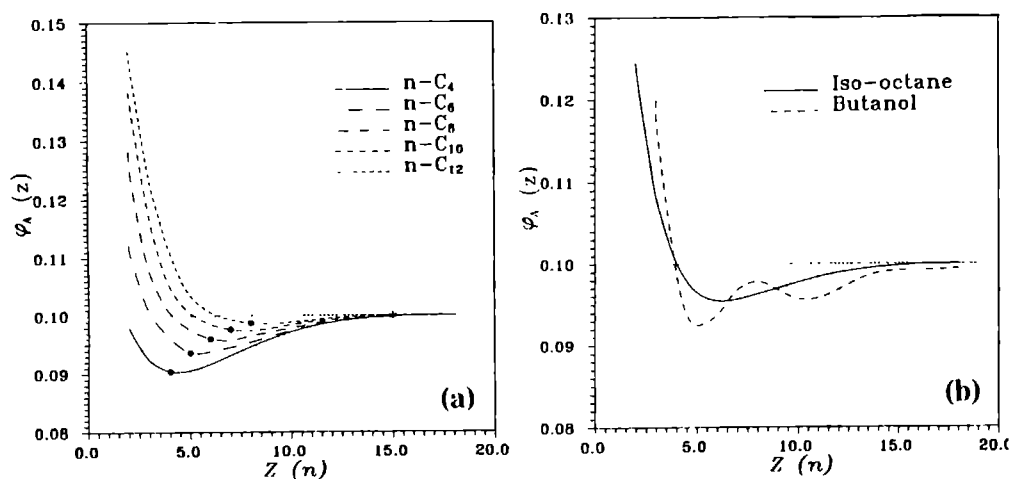 0.15
0.14
0.13
0.12
0.11
0.10
0.09
0.08
φA (z)
0.0
5.0
10.0
15.0
20.0
Z (n)
n-C4
n-C6
n-C8
n-C10
n-C12
(a)
0.13
0.12
0.11
0.10
0.09
0.08
φA (z)
0.0
5.0
10.0
15.0
20.0
Z (n)
Iso-octane
Butanol
(b)